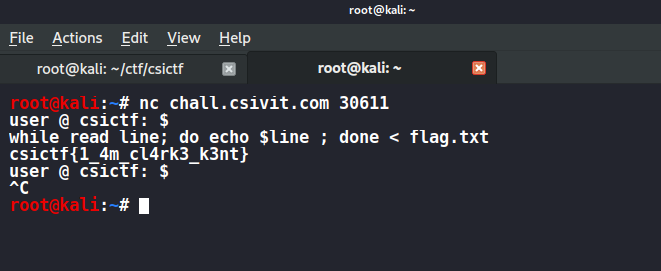 root@kali: ~
File Actions Edit View Help
root@kali: ~/ctf/csictf root@kali: ~
root@kali:~# nc chall.csivit.com 30611
user @ csictf: $
while read line; do echo $line ; done < flag.txt
csictf{1_4m_cl4rk3_k3nt}
user @ csictf: $
^C
root@kali:~#